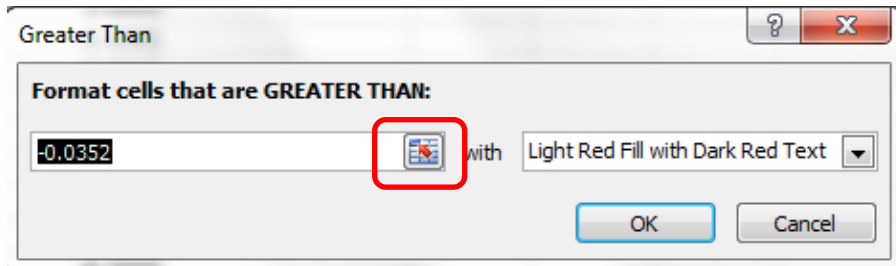 Greater Than
Format cells that are GREATER THAN:
-0.0352 with Light Red Fill with Dark Red Text
OK Cancel